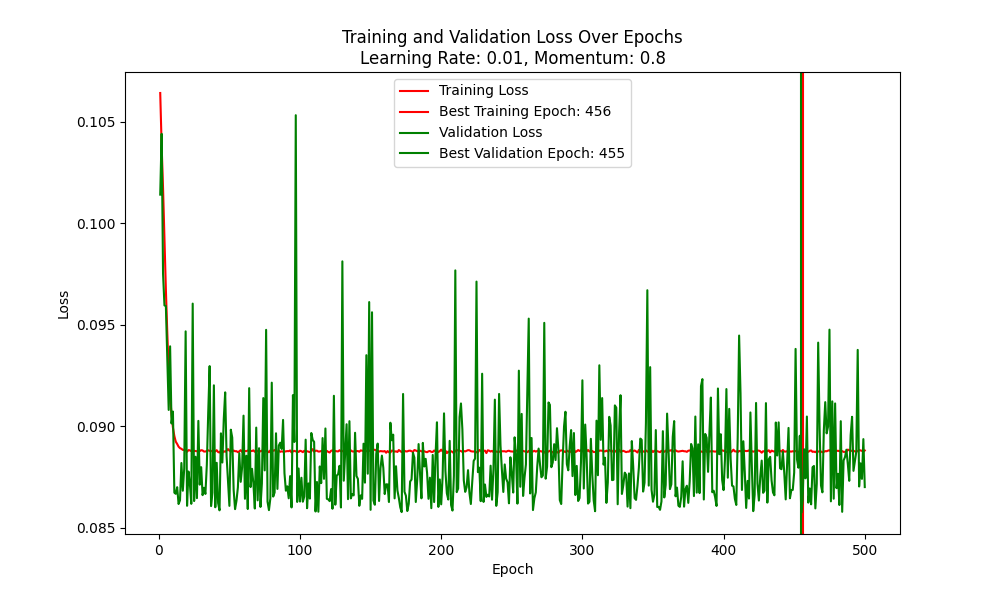 Training and Validation Loss Over Epochs
Learning Rate: 0.01, Momentum: 0.8
Training Loss
Best Training Epoch: 456
Validation Loss
Best Validation Epoch: 455
0.105
0.100
0.095
0.090
0.085
Loss
0
100
200
300
400
500
Epoch